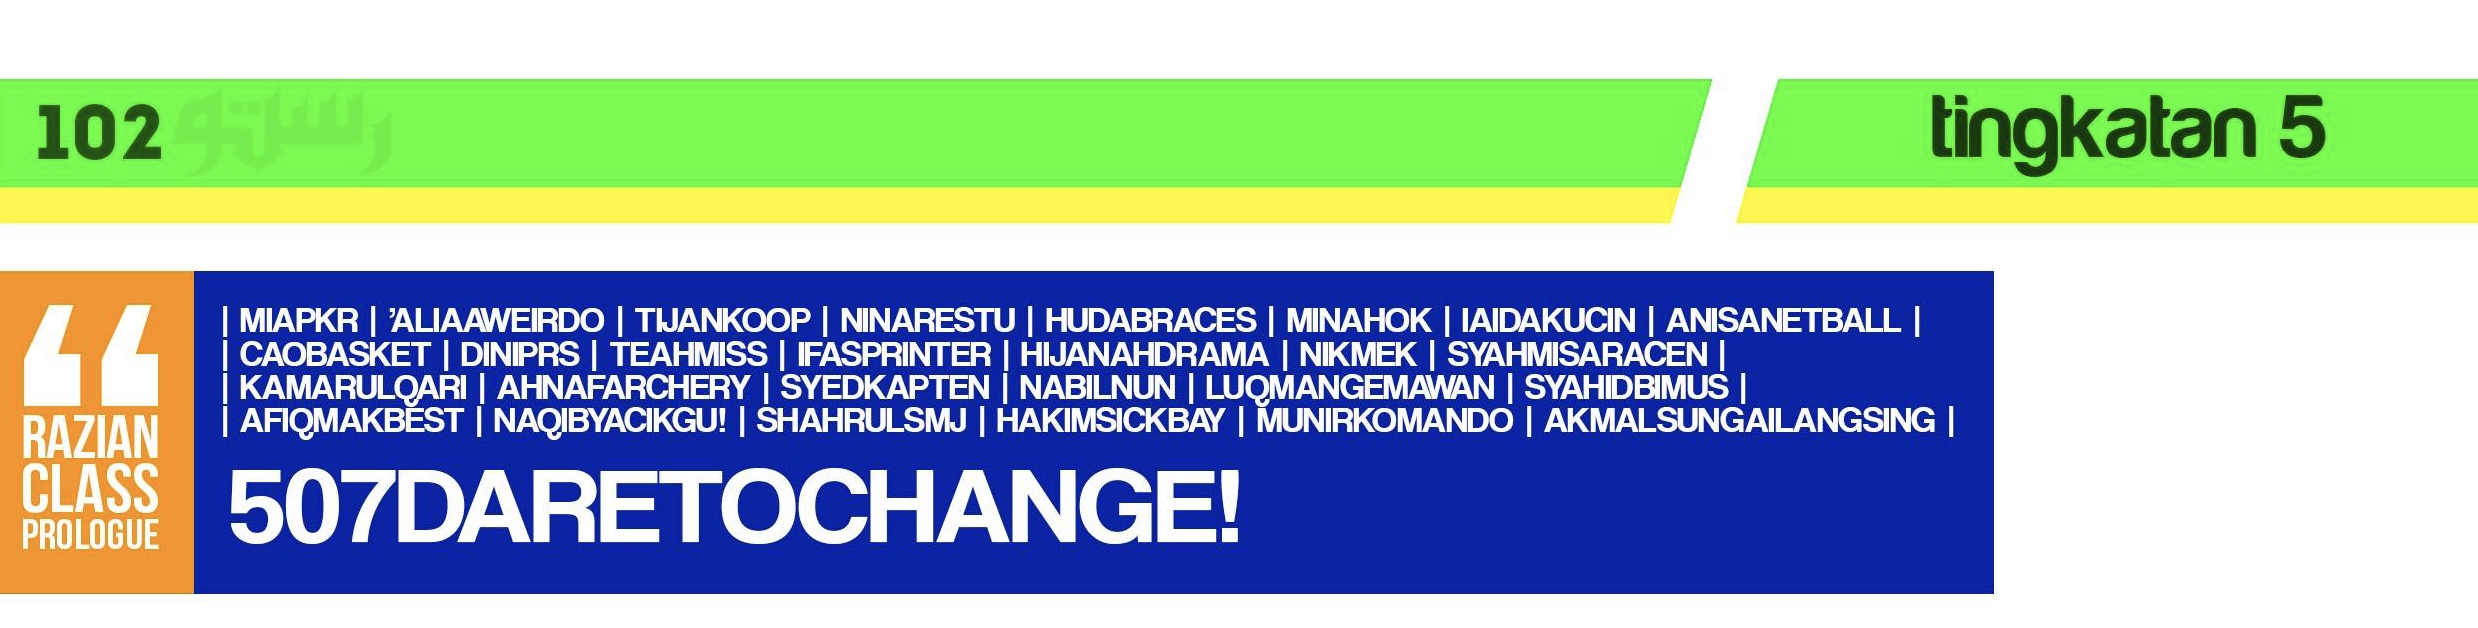 102 رستو
tingkatan 5
“
RAZIAN
CLASS
PROLOGUE
| MIAPKR | 'ALIAAWEIRDO | TIJANKOOP | NINARESTU | HUDABRACES | MINAHOK | IAIDAKUCIN | ANISANETBALL |
| CAOBASKET | DINIPRS | TEAHMISS | IFASPRINTER | HIJANAHDRAMA | NIKMEK | SYAHMISARACEN |
| KAMARULQARI | AHNAFARCHERY | SYEDKAPTEN | NABILNUN | LUQMANGEMAWAN | SYAHIDBIMUS |
| AFIQMAKBEST | NAQIBYACIKGU! | SHAHRULSMJ | HAKIMSICKBAY | MUNIRKOMANDO | AKMALSUNGAILANGSING |
507DARETOCHANGE!